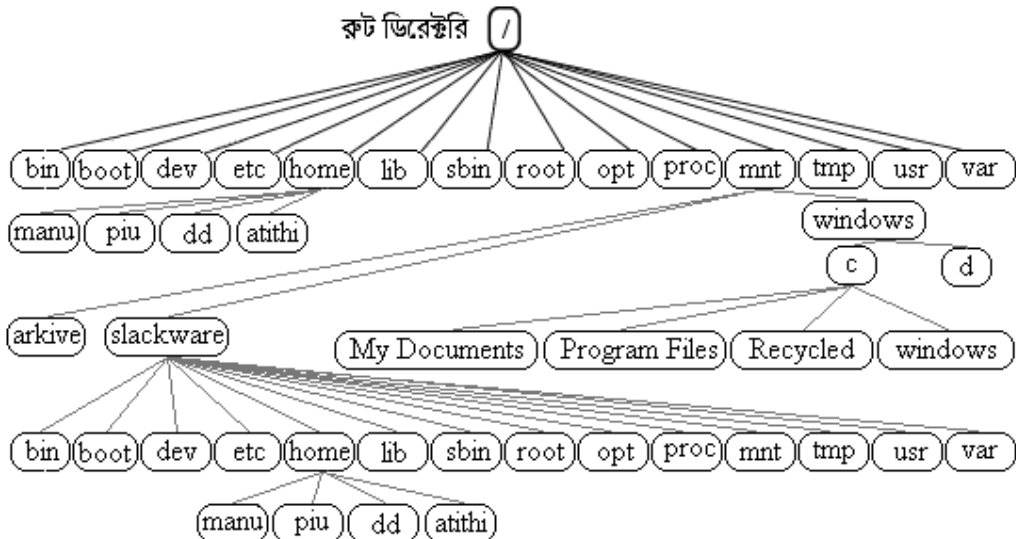 রুট ডিরেক্টরি /
bin boot dev etc home lib sbin root opt proc mnt tmp usr var
manu piu dd atithi windows
c d
arkive slackware My Documents Program Files Recycled windows
bin boot dev etc home lib sbin root opt proc mnt tmp usr var
manu piu dd atithi